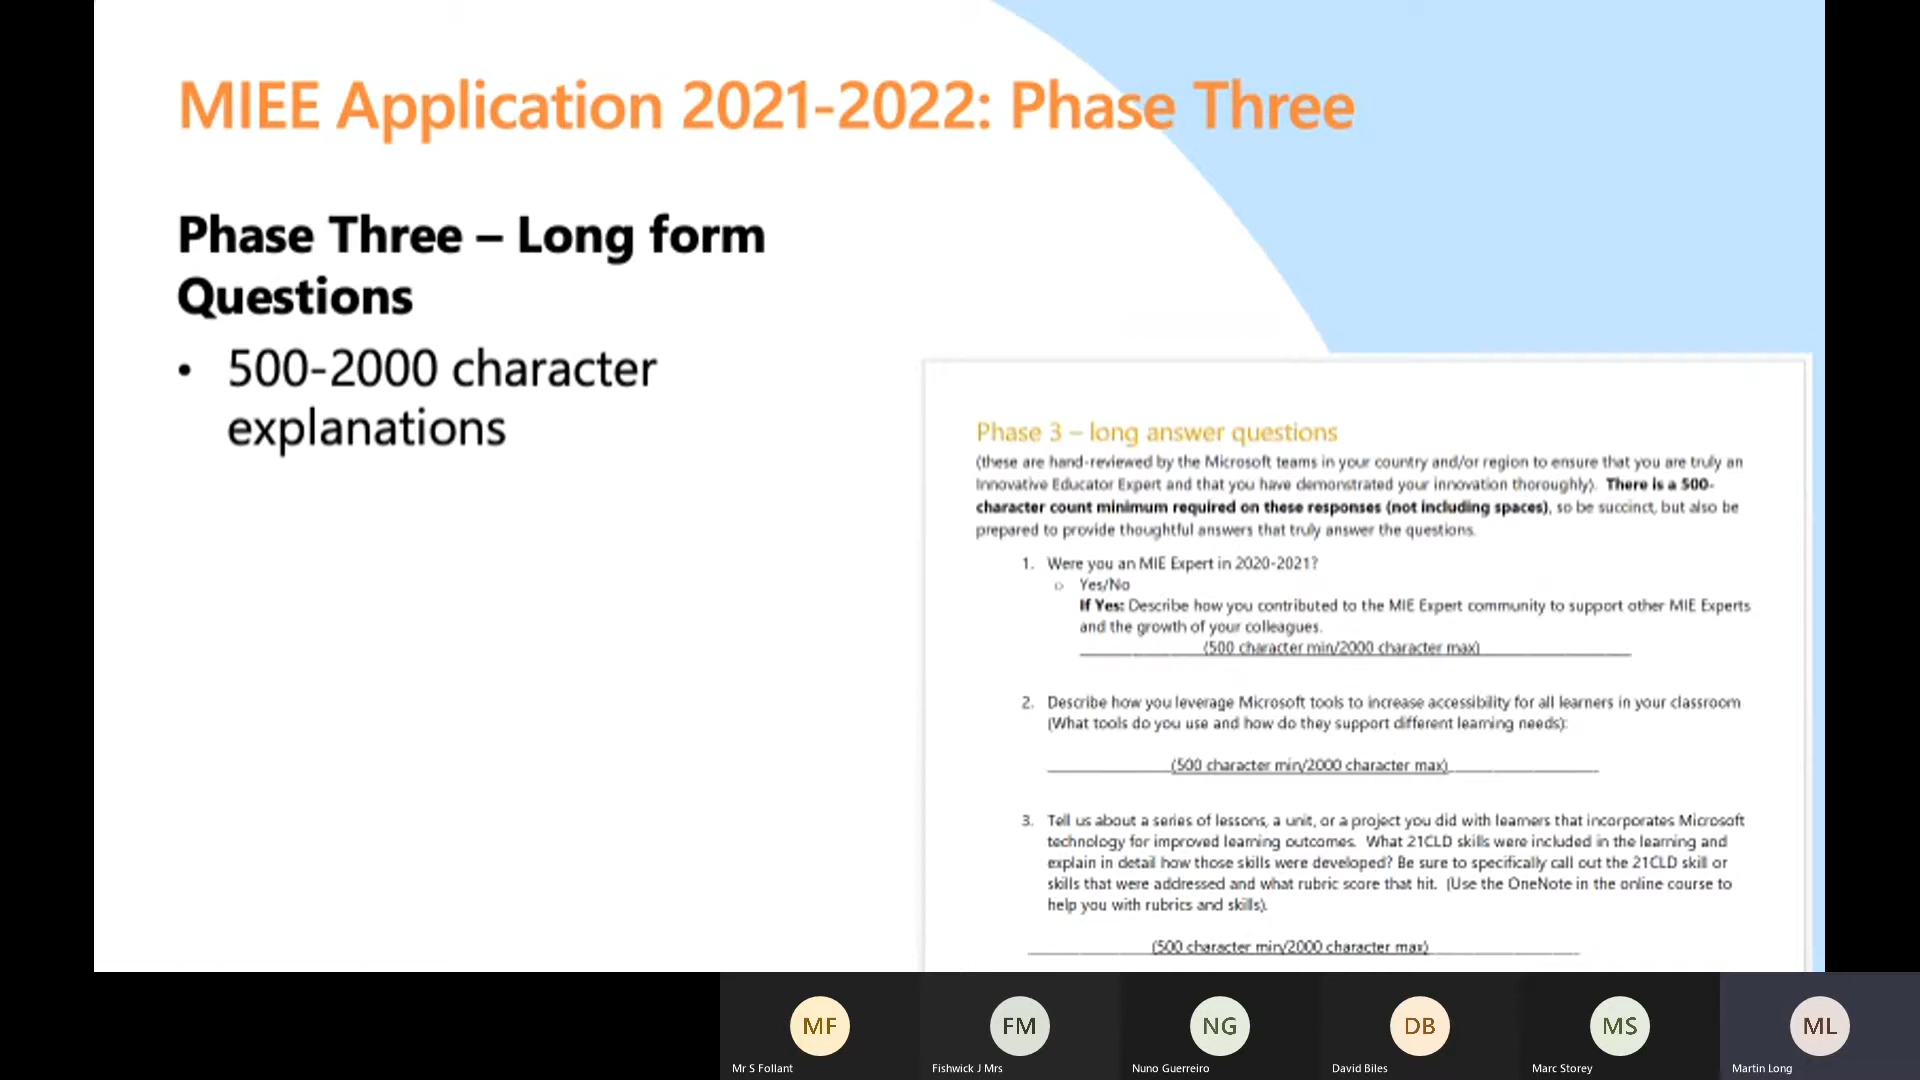 MIEE Application 2021-2022: Phase Three
Phase Three – Long form
Questions
• 500-2000 character
explanations
Phase 3 – long answer questions
(these are hand-reviewed by the Microsoft teams in your country and/or region to ensure that you are truly an
Innovative Educator Expert and that you have demonstrated your innovation thoroughly). There is a 500-
character count minimum required on these responses (not including spaces), so be succinct, but also be
prepared to provide thoughtful answers that truly answer the questions.
1. Were you an MIE Expert in 2020-2021?
○ Yes/No
If Yes: Describe how you contributed to the MIE Expert community to support other MIE Experts
and the growth of your colleagues.
(500 character min/2000 character max)
2. Describe how you leverage Microsoft tools to increase accessibility for all learners in your classroom
(What tools do you use and how do they support different learning needs):
(500 character min/2000 character max)
3. Tell us about a series of lessons, a unit, or a project you did with learners that incorporates Microsoft
technology for improved learning outcomes. What 21CLD skills were included in the learning and
explain in detail how those skills were developed? Be sure to specifically call out the 21CLD skill or
skills that were addressed and what rubric score that hit. (Use the OneNote in the online course to
help you with rubrics and skills).
(500 character min/2000 character max)
MF FM NG DB MS ML
Mr S Follant Fishwick J Mrs Nuno Guerreiro David Biles Marc Storey Martin Long